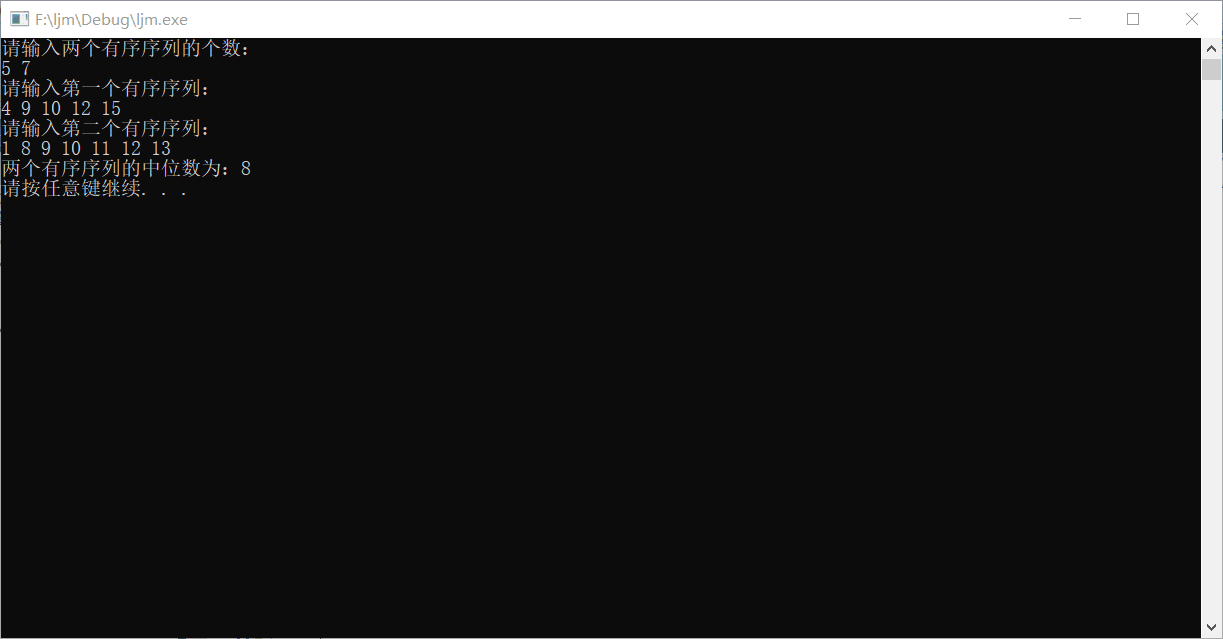 F:\ljm\Debug\ljm.exe
请输入两个有序序列的个数:
5 7
请输入第一个有序序列:
4 9 10 12 15
请输入第二个有序序列:
1 8 9 10 11 12 13
两个有序序列的中位数为: 8
请按任意键继续. . .